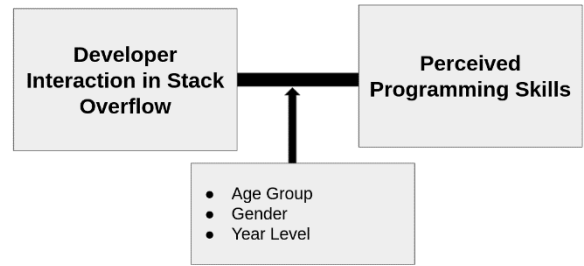 Developer
Interaction in Stack
Overflow
Perceived
Programming Skills
● Age Group
● Gender
● Year Level